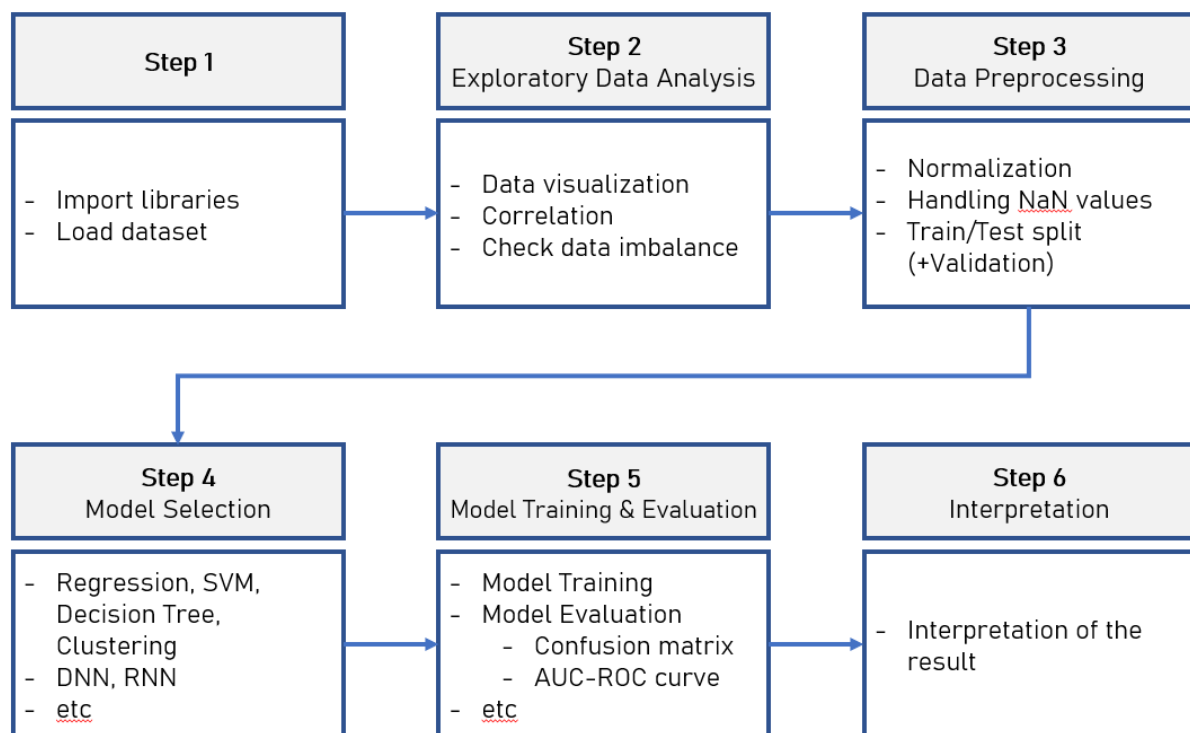 Step 1
- Import libraries
- Load dataset
Step 2
Exploratory Data Analysis
- Data visualization
- Correlation
- Check data imbalance
Step 3
Data Preprocessing
- Normalization
- Handling NaN values
- Train/Test split
(+Validation)
Step 4
Model Selection
- Regression, SVM,
Decision Tree,
Clustering
- DNN, RNN
- etc
Step 5
Model Training & Evaluation
- Model Training
- Model Evaluation
- Confusion matrix
- AUC-ROC curve
- etc
Step 6
Interpretation
- Interpretation of the
result